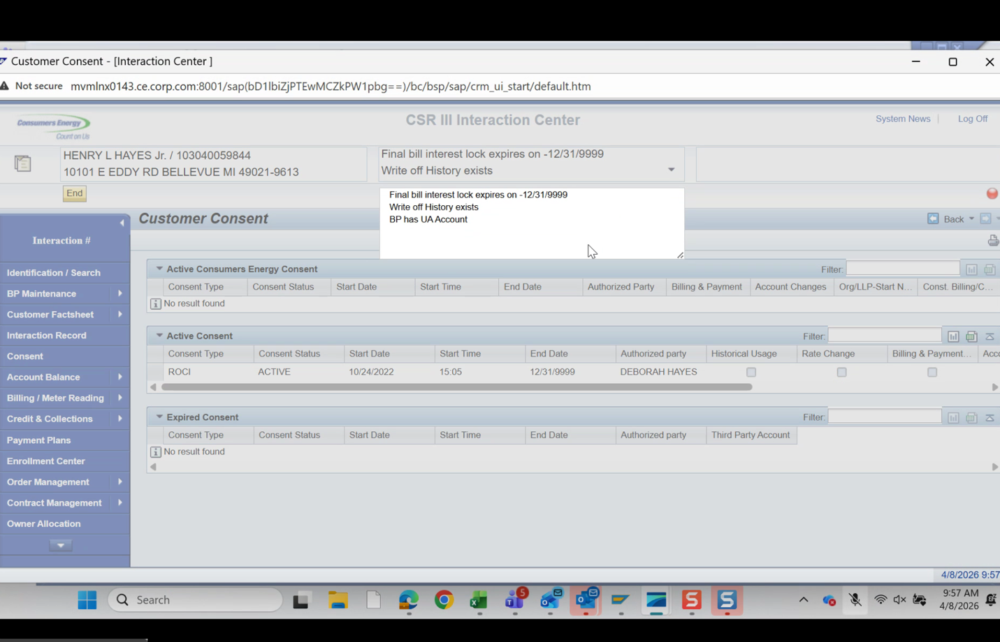 Customer Consent - [Interaction Center ]
Not secure mvmlnx0143.ce.corp.com:8001/sap(bD1lbiZjPTEwMCZkPW1pbg==)/bc/bsp/sap/crm_ui_start/default.htm
Consumers Energy
Count on Us
CSR III Interaction Center
System News
Log Off
HENRY L HAYES Jr. / 103040059844
10101 E EDDY RD BELLEVUE MI 49021-9613
Final bill interest lock expires on -12/31/9999
Write off History exists
End
Final bill interest lock expires on -12/31/9999
Write off History exists
BP has UA Account
Customer Consent
Back
Interaction #
Identification / Search
BP Maintenance
Customer Factsheet
Interaction Record
Consent
Account Balance
Billing / Meter Reading
Credit & Collections
Payment Plans
Enrollment Center
Order Management
Contract Management
Owner Allocation
Active Consumers Energy Consent Filter:
Consent Type Consent Status Start Date Start Time End Date Authorized Party Billing & Payment Account Changes Org/LLP-Start N... Const. Billing/C...
No result found
Active Consent Filter:
Consent Type Consent Status Start Date Start Time End Date Authorized party Historical Usage Rate Change Billing & Payment... Acco
ROCI ACTIVE 10/24/2022 15:05 12/31/9999 DEBORAH HAYES
Expired Consent Filter:
Consent Type Consent Status Start Date Start Time End Date Authorized party Third Party Account
No result found
4/8/2026 9:57
Search
5
9:57 AM
4/8/2026